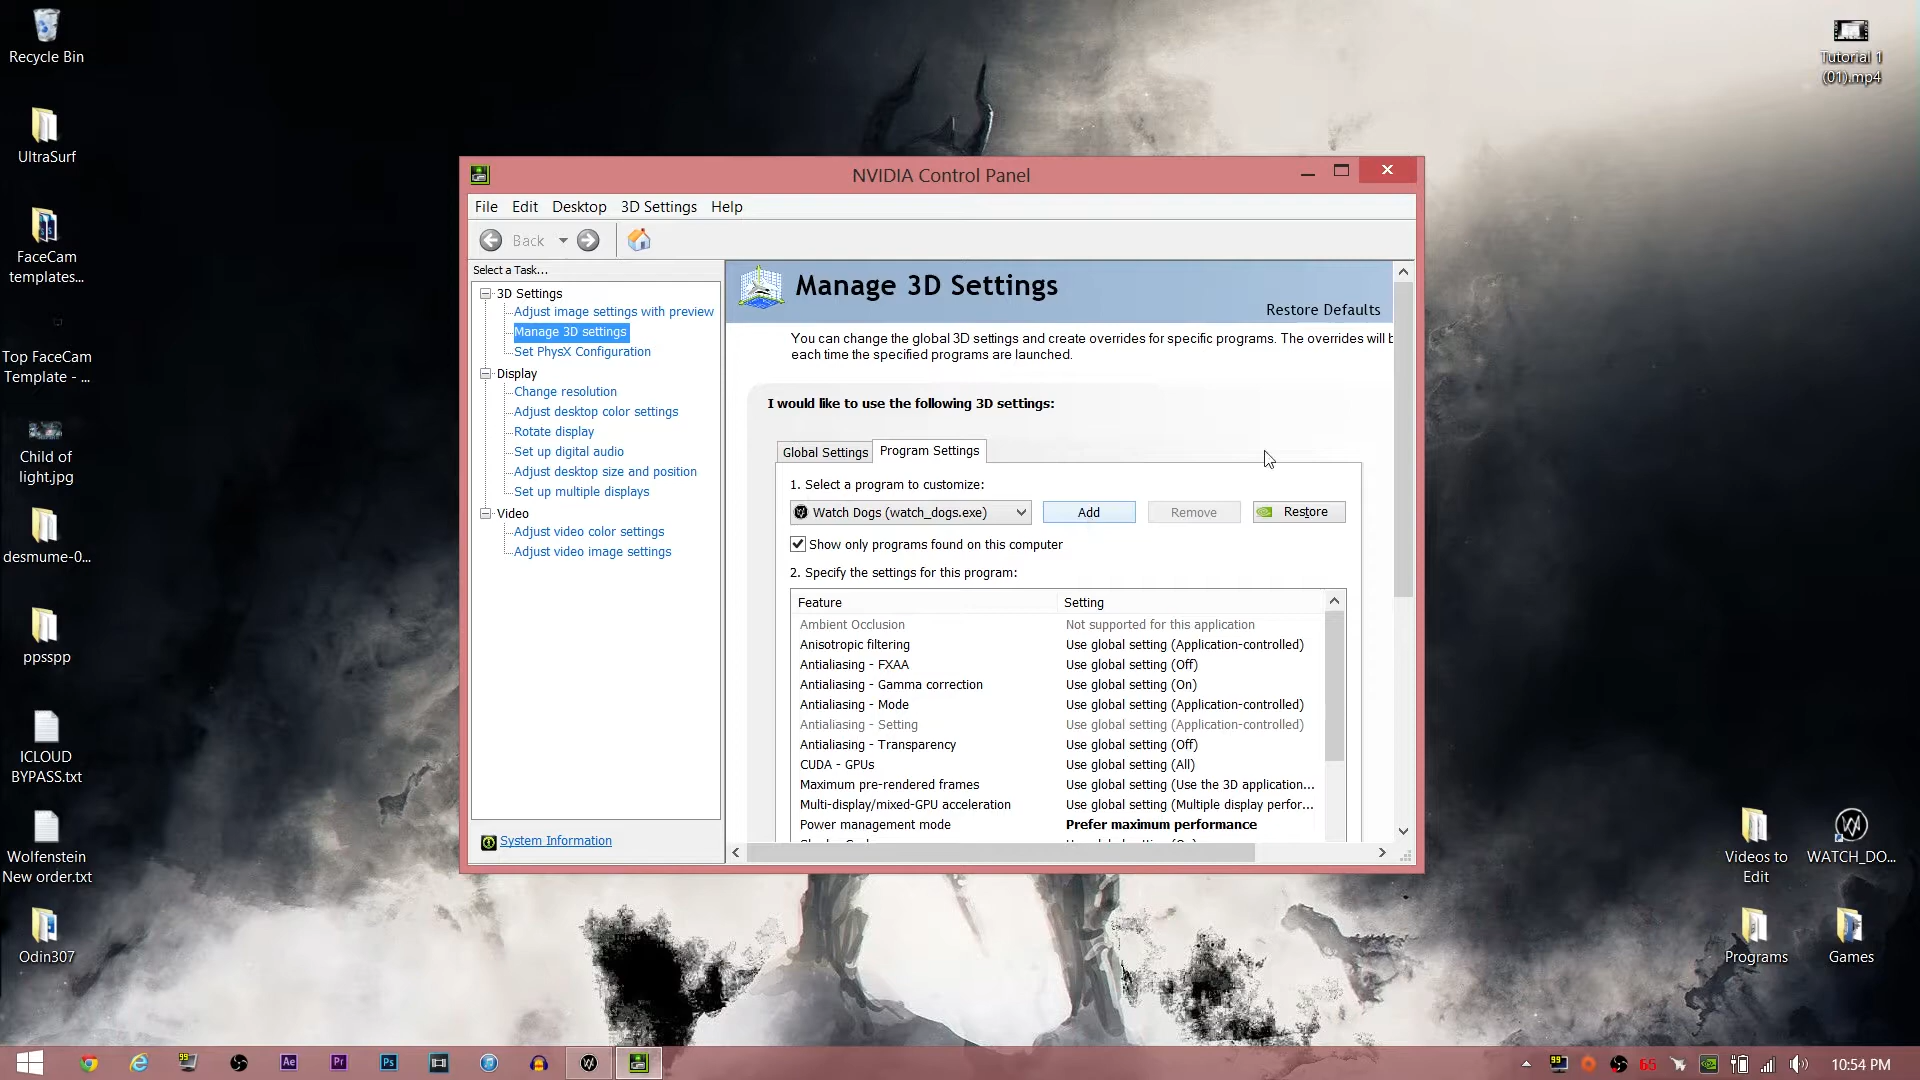 Recycle Bin
UltraSurf
FaceCam
templates...
Top FaceCam
Template - ...
Child of
light.jpg
desmume-0...
ppsspp
ICLOUD
BYPASS.txt
Wolfenstein
New order.txt
Odin307
Tutorial 1
(01).mp4
NVIDIA Control Panel
File Edit Desktop 3D Settings Help
Back
Select a Task...
3D Settings
Adjust image settings with preview
Manage 3D settings
Set PhysX Configuration
Display
Change resolution
Adjust desktop color settings
Rotate display
Set up digital audio
Adjust desktop size and position
Set up multiple displays
Video
Adjust video color settings
Adjust video image settings
System Information
Manage 3D Settings
Restore Defaults
You can change the global 3D settings and create overrides for specific programs. The overrides will
each time the specified programs are launched.
I would like to use the following 3D settings:
Global Settings Program Settings
1. Select a program to customize:
Watch Dogs (watch_dogs.exe) Add Remove Restore
Show only programs found on this computer
2. Specify the settings for this program:
Feature Setting
Ambient Occlusion Not supported for this application
Anisotropic filtering Use global setting (Application-controlled)
Antialiasing - FXAA Use global setting (Off)
Antialiasing - Gamma correction Use global setting (On)
Antialiasing - Mode Use global setting (Application-controlled)
Antialiasing - Setting Use global setting (Application-controlled)
Antialiasing - Transparency Use global setting (Off)
CUDA - GPUs Use global setting (All)
Maximum pre-rendered frames Use global setting (Use the 3D application...
Multi-display/mixed-GPU acceleration Use global setting (Multiple display perfor...
Power management mode Prefer maximum performance
Videos to
Edit
WATCH_DO...
Programs
Games
99 Ae Pr Ps
99 65 10:54 PM